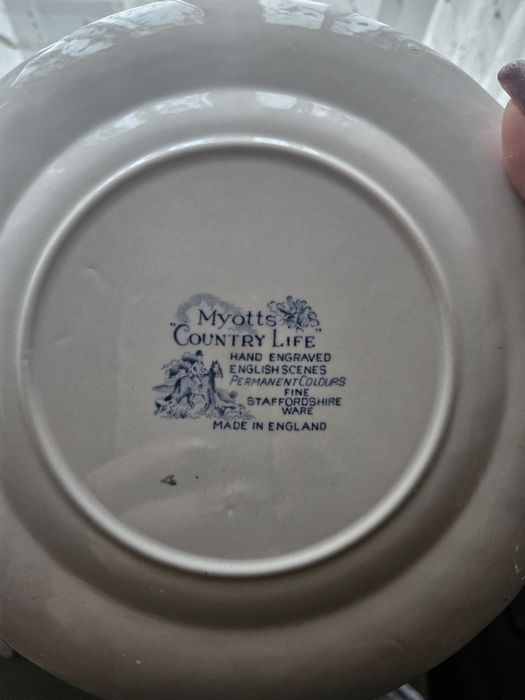 Myotts
"COUNTRY LIFE"
HAND ENGRAVED
ENGLISH SCENES
PERMANENT COLOURS
FINE
STAFFORDSHIRE
WARE
MADE IN ENGLAND